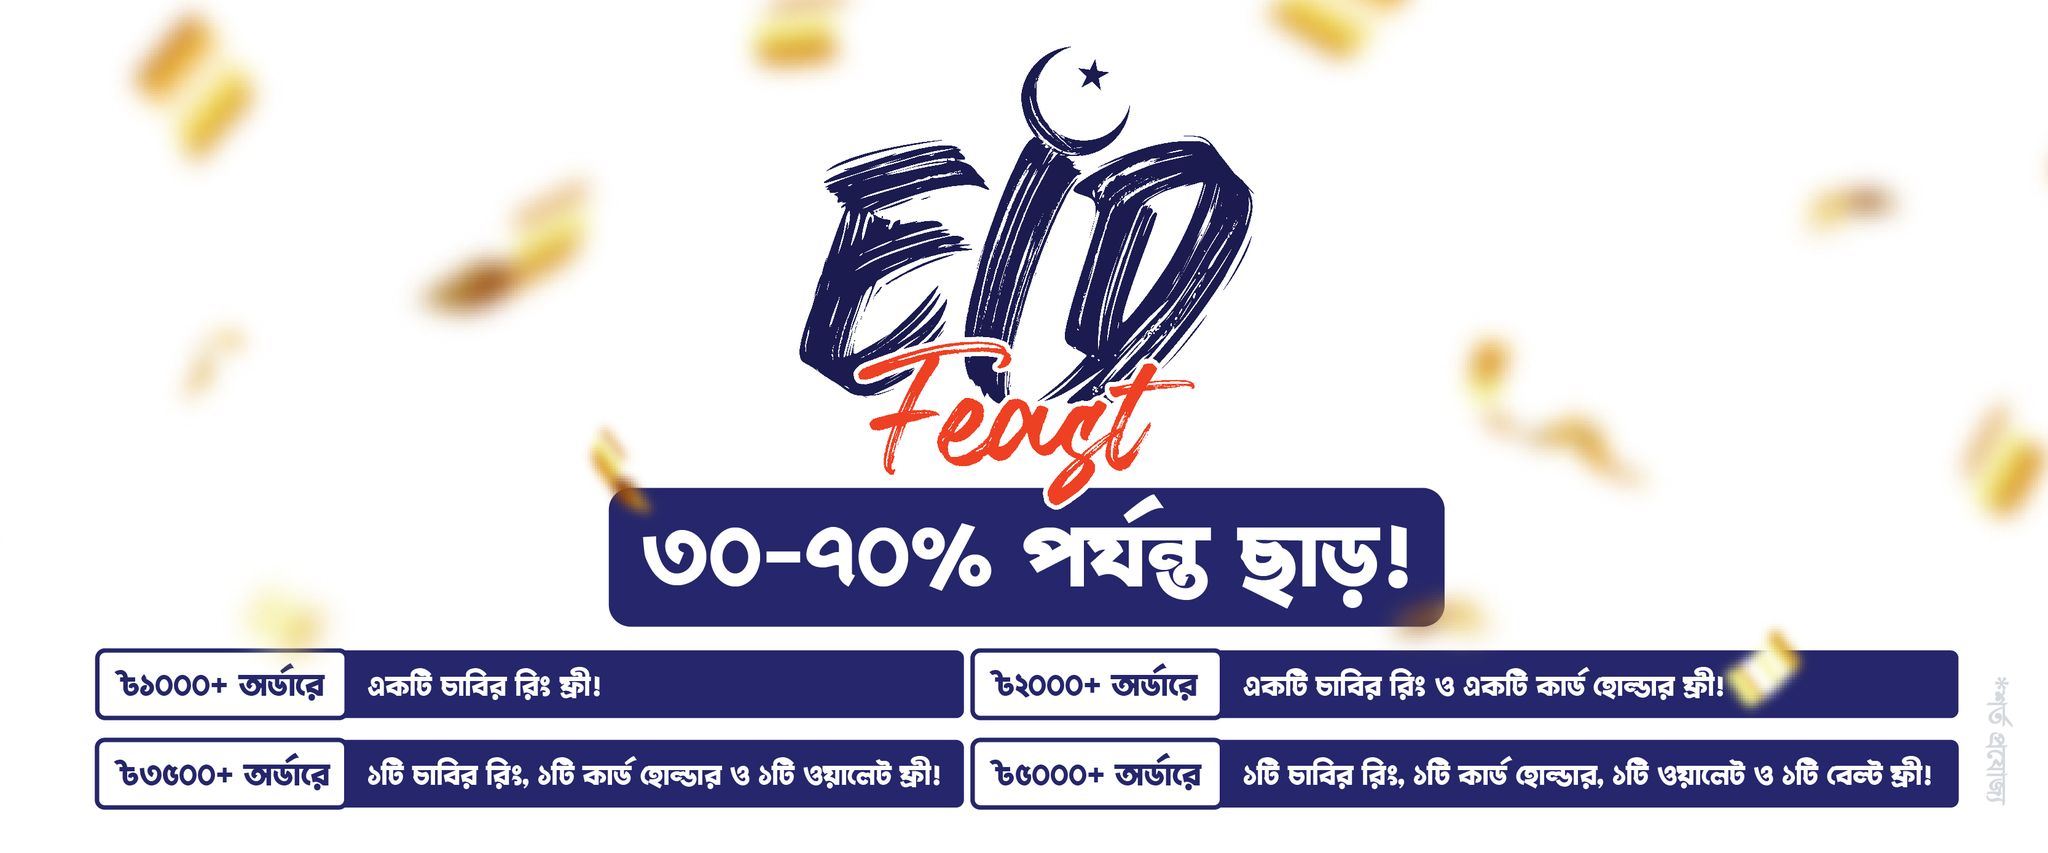 EID
Feast
৩০-৭০% পর্যন্ত ছাড়!
৳১০০০+ অর্ডারে
একটি চাবির রিং ফ্রী!
৳২০০০+ অর্ডারে
একটি চাবির রিং ও একটি কার্ড হোল্ডার ফ্রী!
৳৩৫০০+ অর্ডারে
১টি চাবির রিং, ১টি কার্ড হোল্ডার ও ১টি ওয়ালেট ফ্রী!
৳৫০০০+ অর্ডারে
১টি চাবির রিং, ১টি কার্ড হোল্ডার, ১টি ওয়ালেট ও ১টি বেল্ট ফ্রী!
*শর্ত প্রযোজ্য